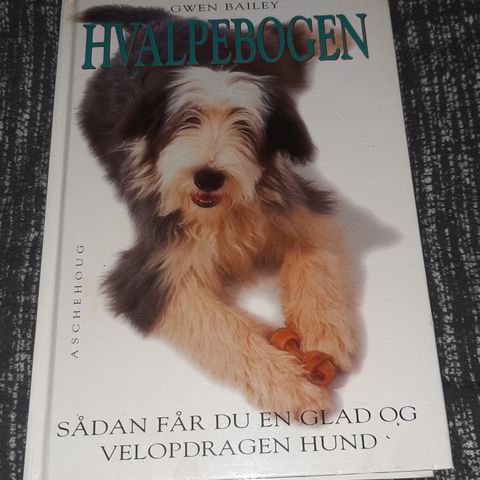 GWEN BAILEY
HVALPEBOGEN
ASCHEHOUG
SÅDAN FÅR DU EN GLAD OG
VELOPDRAGEN HUND